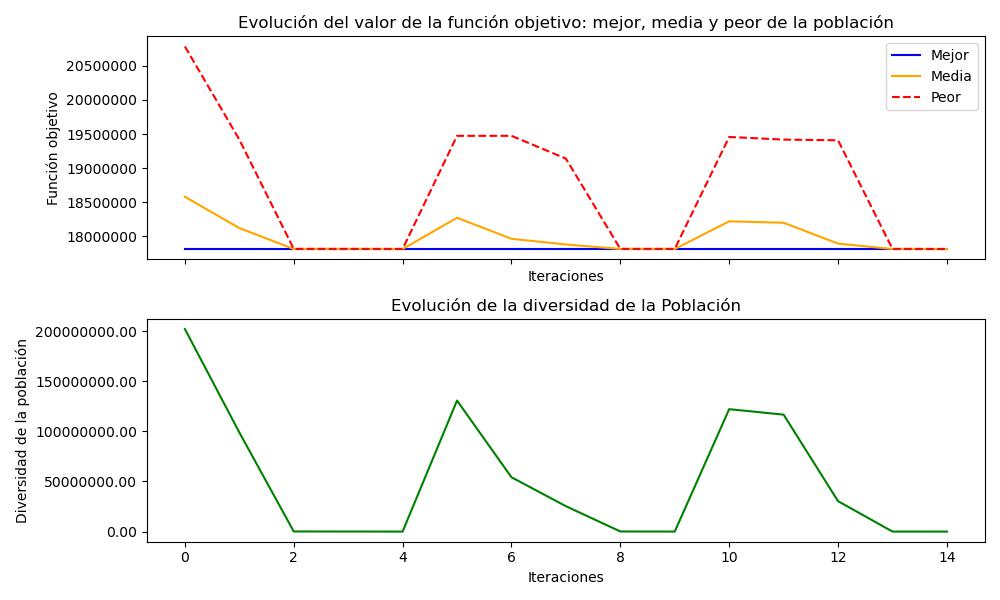 Evolución del valor de la función objetivo: mejor, media y peor de la población
Función objetivo
20500000
20000000
19500000
19000000
18500000
18000000
Mejor
Media
Peor
Iteraciones
Evolución de la diversidad de la Población
Diversidad de la población
200000000.00
150000000.00
100000000.00
50000000.00
0.00
0 2 4 6 8 10 12 14
Iteraciones